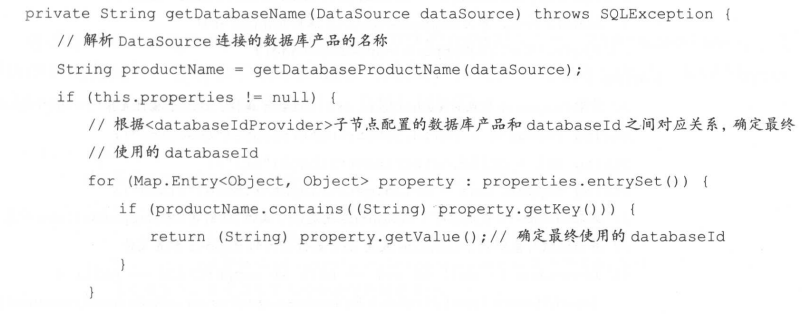 private String getDatabaseName(DataSource dataSource) throws SQLException {
// 解析 DataSource 连接的数据库产品的名称
String productName = getDatabaseProductName(dataSource);
if (this.properties != null) {
// 根据<databaseIdProvider>子节点配置的数据库产品和 databaseId 之间对应关系，确定最终
// 使用的 databaseId
for (Map.Entry<Object, Object> property : properties.entrySet()) {
if (productName.contains((String) property.getKey())) {
return (String) property.getValue();// 确定最终使用的 databaseId
}
}